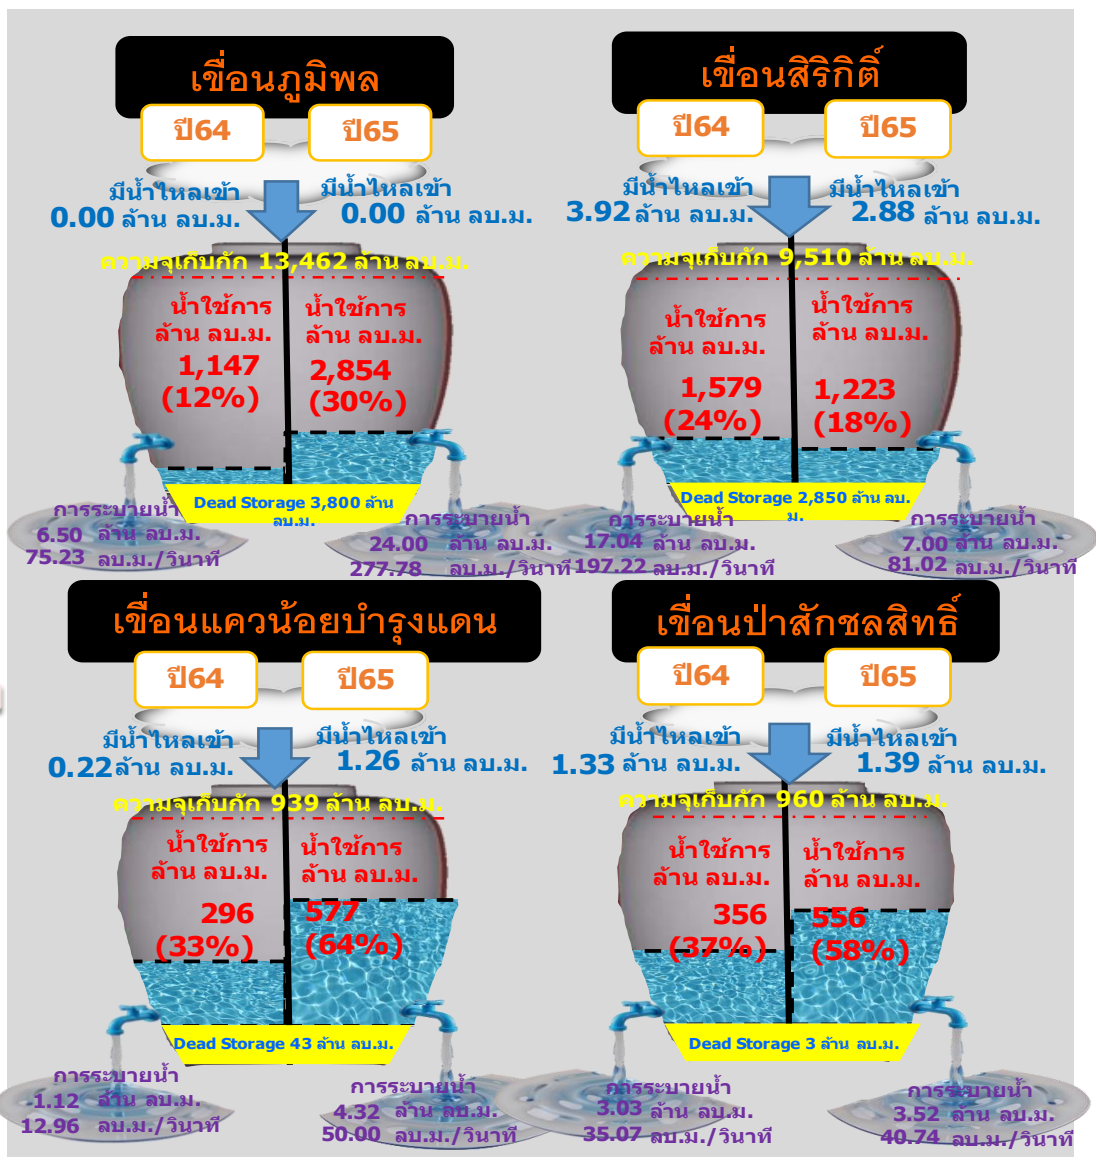 เขื่อนภูมิพล
ปี64
ปี65
มีน้ำไหลเข้า
0.00 ล้าน ลบ.ม.
มีน้ำไหลเข้า
0.00 ล้าน ลบ.ม.
ความจุเก็บกัก 13,462 ล้าน ลบ.ม.
น้ำใช้การ
ล้าน ลบ.ม.
1,147
(12%)
น้ำใช้การ
ล้าน ลบ.ม.
2,854
(30%)
Dead Storage 3,800 ล้าน
ลบ.ม.
การระบายน้ำ
6.50 ล้าน ลบ.ม.
75.23 ลบ.ม./วินาที
การระบายน้ำ
24.00 ล้าน ลบ.ม.
277.78 ลบ.ม./วินาที
เขื่อนสิริกิติ์
ปี64
ปี65
มีน้ำไหลเข้า
3.92 ล้าน ลบ.ม.
มีน้ำไหลเข้า
2.88 ล้าน ลบ.ม.
ความจุเก็บกัก 9,510 ล้าน ลบ.ม.
น้ำใช้การ
ล้าน ลบ.ม.
1,579
(24%)
น้ำใช้การ
ล้าน ลบ.ม.
1,223
(18%)
Dead Storage 2,850 ล้าน ลบ.
ม.
การระบายน้ำ
17.04 ล้าน ลบ.ม.
197.22 ลบ.ม./วินาที
การระบายน้ำ
7.00 ล้าน ลบ.ม.
81.02 ลบ.ม./วินาที
เขื่อนแควน้อยบำรุงแดน
ปี64
ปี65
มีน้ำไหลเข้า
0.22 ล้าน ลบ.ม.
มีน้ำไหลเข้า
1.26 ล้าน ลบ.ม.
ความจุเก็บกัก 939 ล้าน ลบ.ม.
น้ำใช้การ
ล้าน ลบ.ม.
296
(33%)
น้ำใช้การ
ล้าน ลบ.ม.
577
(64%)
Dead Storage 43 ล้าน ลบ.ม.
การระบายน้ำ
1.12 ล้าน ลบ.ม.
12.96 ลบ.ม./วินาที
การระบายน้ำ
4.32 ล้าน ลบ.ม.
50.00 ลบ.ม./วินาที
เขื่อนป่าสักชลสิทธิ์
ปี64
ปี65
มีน้ำไหลเข้า
1.33 ล้าน ลบ.ม.
มีน้ำไหลเข้า
1.39 ล้าน ลบ.ม.
ความจุเก็บกัก 960 ล้าน ลบ.ม.
น้ำใช้การ
ล้าน ลบ.ม.
356
(37%)
น้ำใช้การ
ล้าน ลบ.ม.
556
(58%)
Dead Storage 3 ล้าน ลบ.ม.
การระบายน้ำ
3.03 ล้าน ลบ.ม.
35.07 ลบ.ม./วินาที
การระบายน้ำ
3.52 ล้าน ลบ.ม.
40.74 ลบ.ม./วินาที